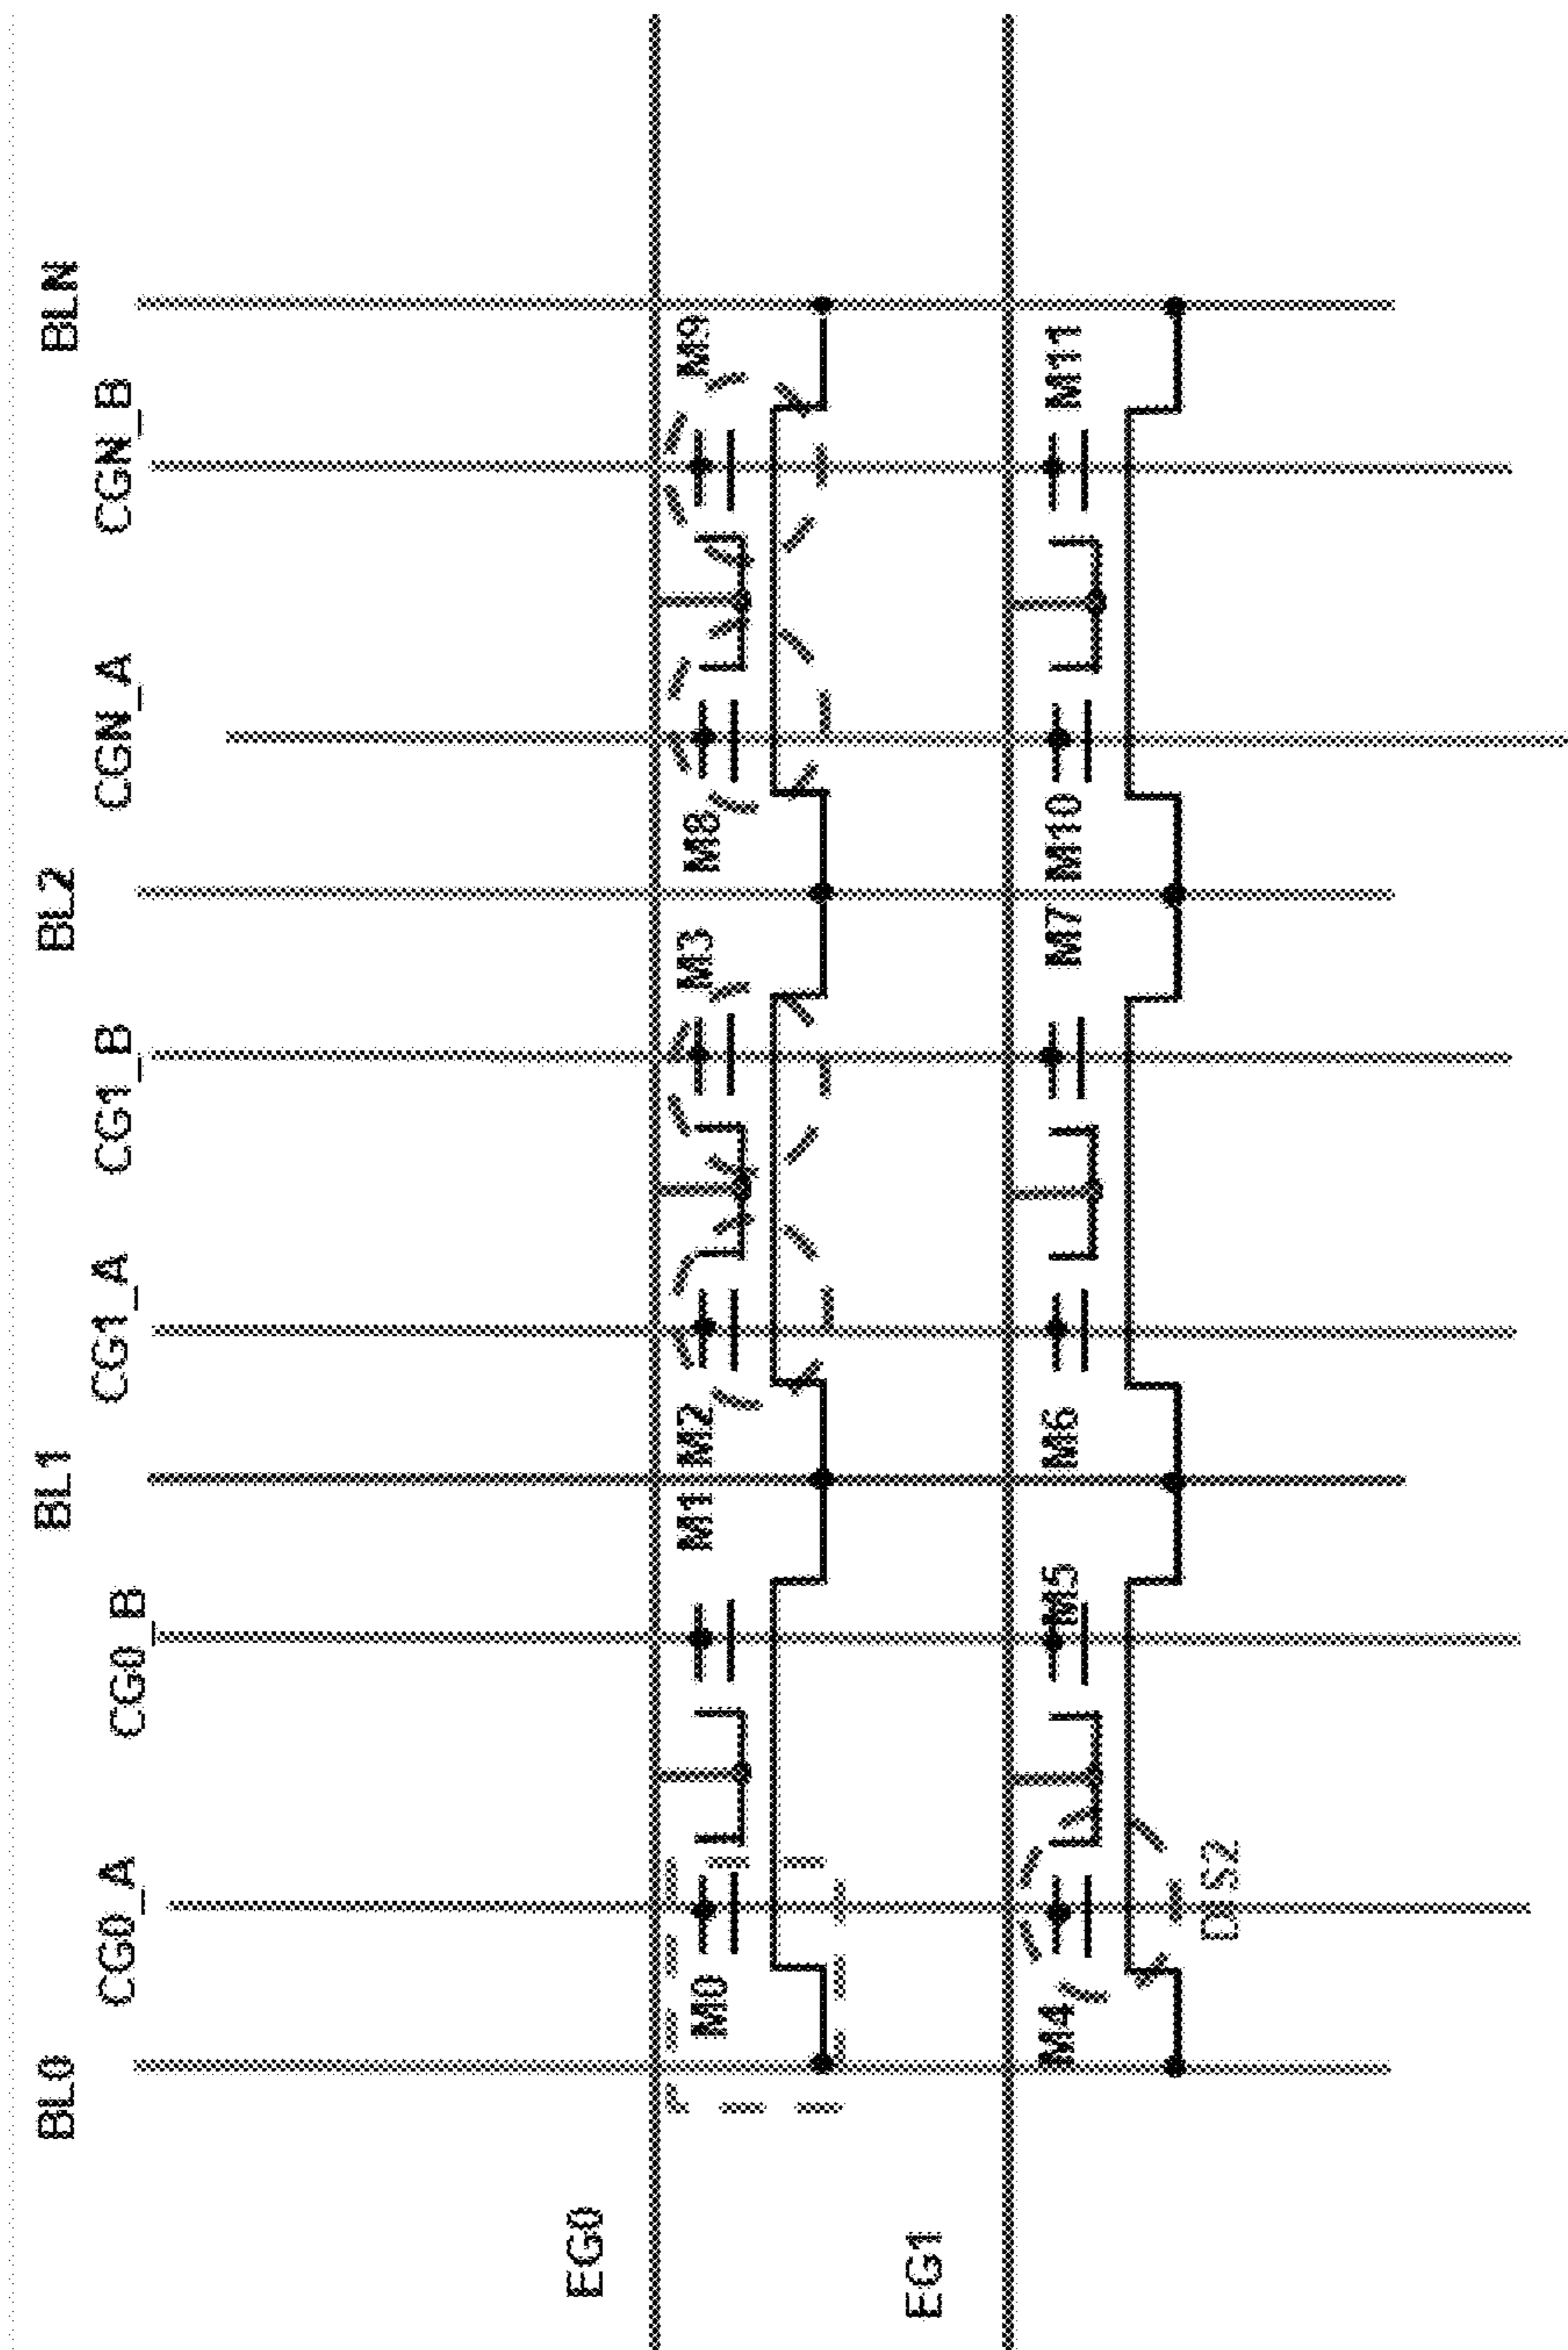 BL0 BL1 BL2 BLN
CG0_A CG0_B CG1_A CG1_B CGN_A CGN_B
EG0
M0 M1 M2 M3 M8 M9
EG1
M4 M5 M6 M7 M10 M11
DIS2